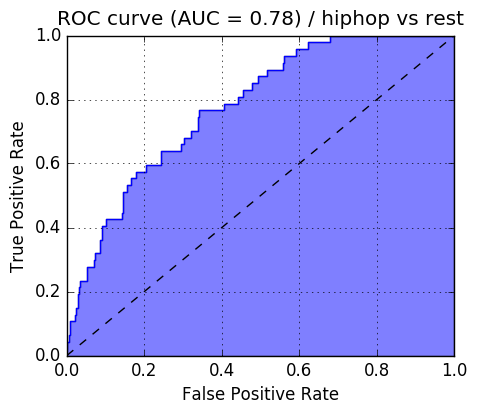 ROC curve (AUC = 0.78) / hiphop vs rest
1.0
0.8
0.6
0.4
0.2
0.0
True Positive Rate
0.0 0.2 0.4 0.6 0.8 1.0
False Positive Rate